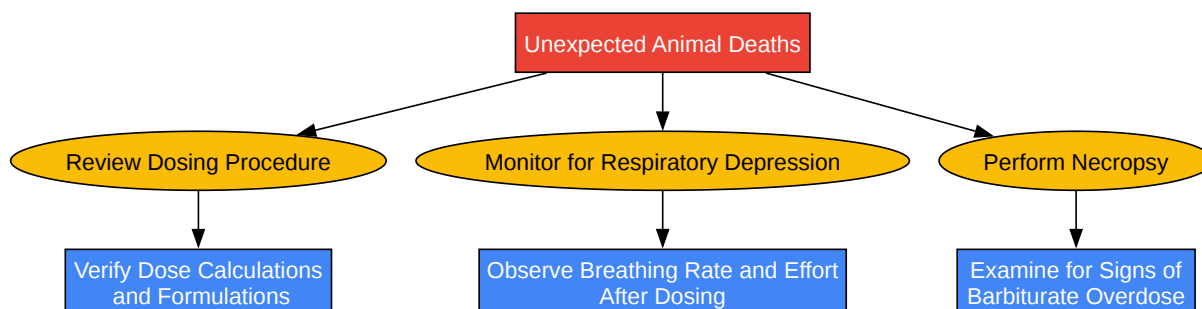 Unexpected Animal Deaths
Review Dosing Procedure
Monitor for Respiratory Depression
Perform Necropsy
Verify Dose Calculations
and Formulations
Observe Breathing Rate and Effort
After Dosing
Examine for Signs of
Barbiturate Overdose